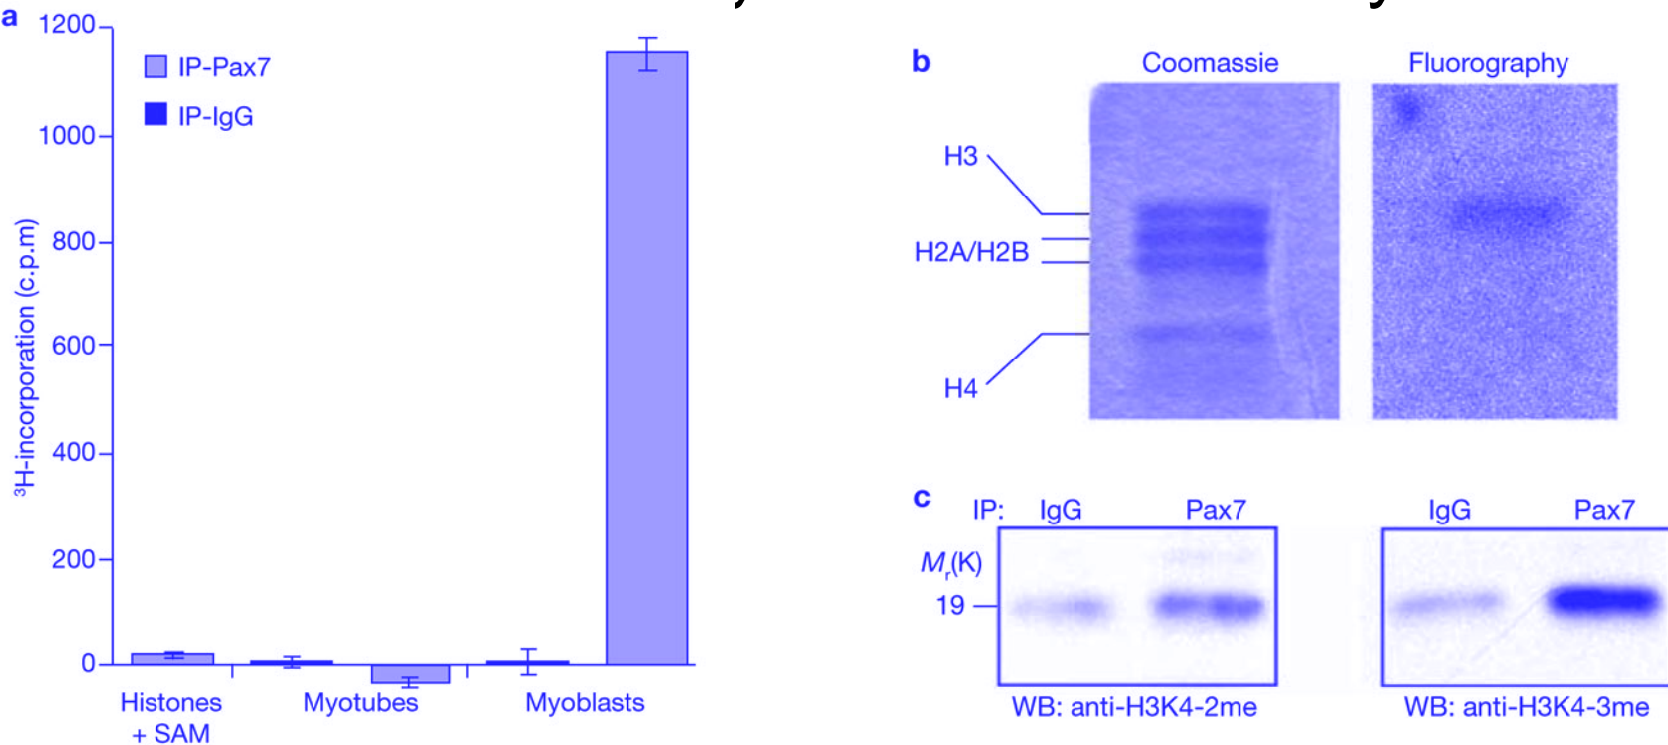 a
1200
1000
800
600
400
200
0
³H-incorporation (c.p.m)
IP-Pax7
IP-IgG
Histones
+ SAM
Myotubes
Myoblasts
b
Coomassie
Fluorography
H3
H2A/H2B
H4
c
IP: IgG Pax7
IgG Pax7
Mr(K)
19
WB: anti-H3K4-2me
WB: anti-H3K4-3me